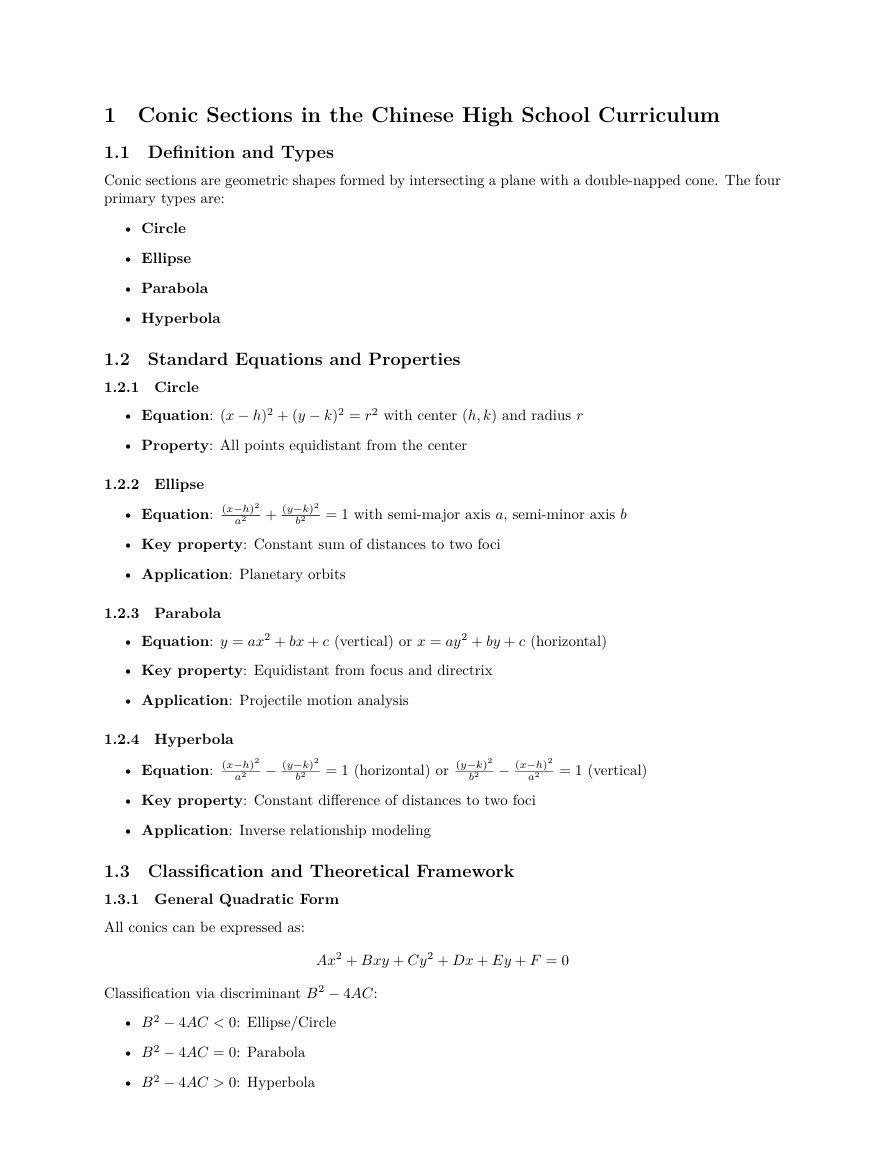 1 Conic Sections in the Chinese High School Curriculum
1.1 Definition and Types
Conic sections are geometric shapes formed by intersecting a plane with a double-napped cone. The four
primary types are:
• Circle
• Ellipse
• Parabola
• Hyperbola
1.2 Standard Equations and Properties
1.2.1 Circle
• Equation: $(x-h)^2+(y-k)^2=r^2$ with center $(h,k)$ and radius $r$
• Property: All points equidistant from the center
1.2.2 Ellipse
• Equation: $\frac{(x-h)^2}{a^2}+\frac{(y-k)^2}{b^2}=1$ with semi-major axis $a$, semi-minor axis $b$
• Key property: Constant sum of distances to two foci
• Application: Planetary orbits
1.2.3 Parabola
• Equation: $y=ax^2+bx+c$ (vertical) or $x=ay^2+by+c$ (horizontal)
• Key property: Equidistant from focus and directrix
• Application: Projectile motion analysis
1.2.4 Hyperbola
• Equation: $\frac{(x-h)^2}{a^2}-\frac{(y-k)^2}{b^2}=1$ (horizontal) or $\frac{(y-k)^2}{b^2}-\frac{(x-h)^2}{a^2}=1$ (vertical)
• Key property: Constant difference of distances to two foci
• Application: Inverse relationship modeling
1.3 Classification and Theoretical Framework
1.3.1 General Quadratic Form
All conics can be expressed as:
$Ax^2+Bxy+Cy^2+Dx+Ey+F=0$
Classification via discriminant $B^2-4AC$:
• $B^2-4AC<0$: Ellipse/Circle
• $B^2-4AC=0$: Parabola
• $B^2-4AC>0$: Hyperbola